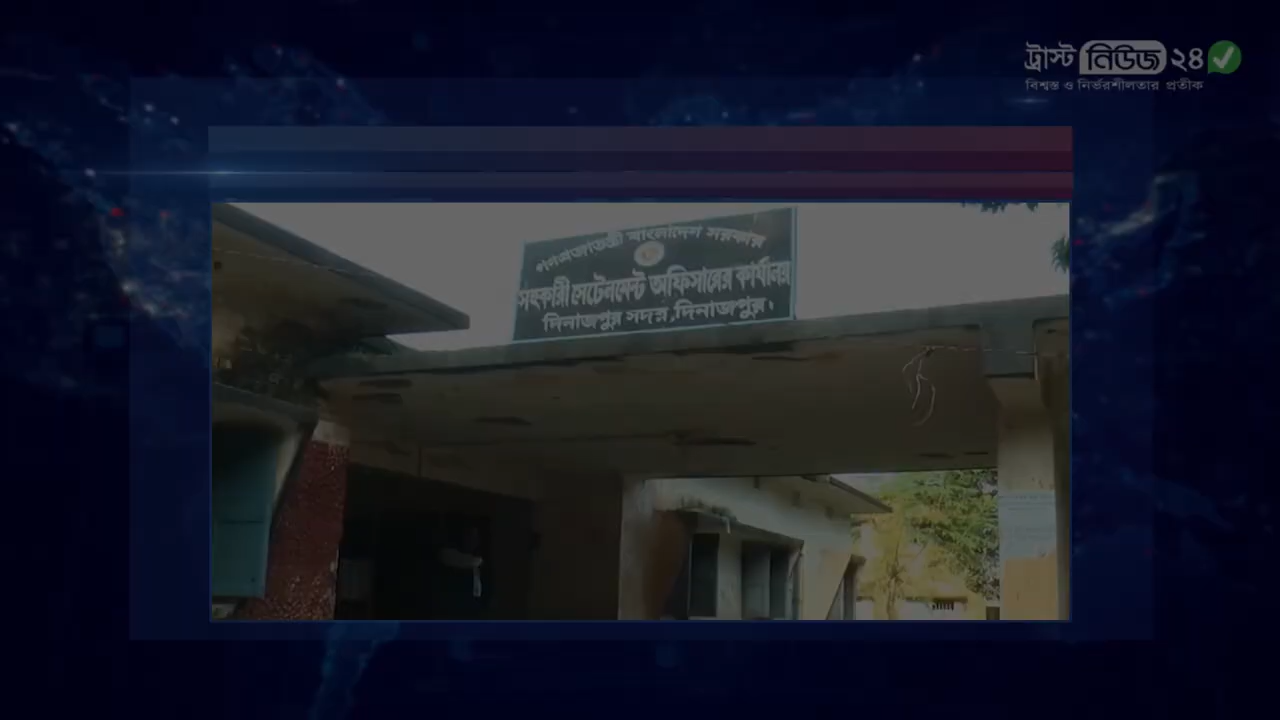 ট্রাস্ট নিউজ ২৪
বিশ্বস্ত ও নির্ভরশীলতার প্রতীক
গণপ্রজাতন্ত্রী বাংলাদেশ সরকার
সহকারী সেটেলমেন্ট অফিসারের কার্যালয়
দিনাজপুর সদর, দিনাজপুর।